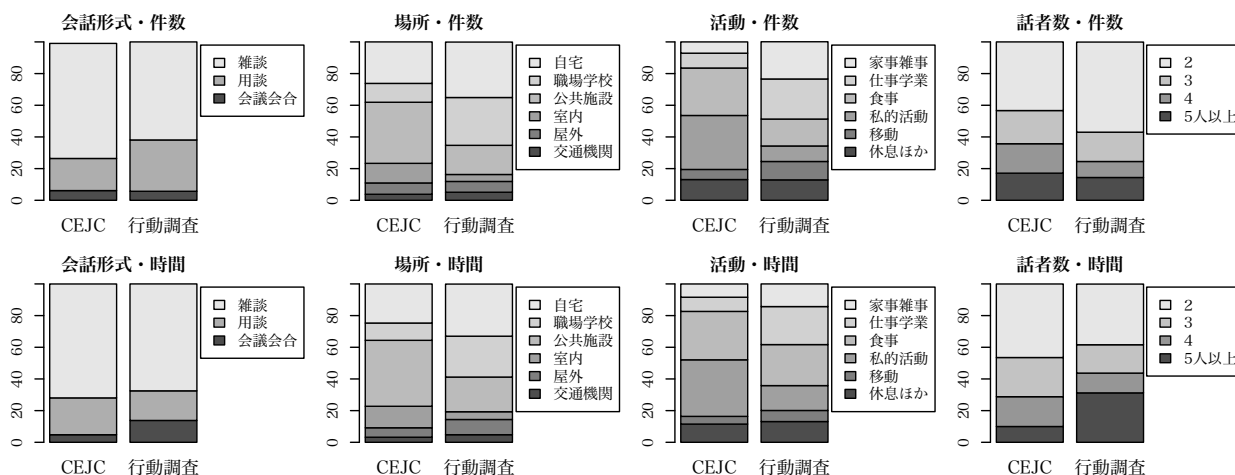 会話形式・件数
0 20 40 60 80
CEJC 行動調査
雑談
用談
会議会合
場所・件数
0 20 40 60 80
CEJC 行動調査
自宅
職場学校
公共施設
室内
屋外
交通機関
活動・件数
0 20 40 60 80
CEJC 行動調査
家事雑事
仕事学業
食事
私的活動
移動
休息ほか
話者数・件数
0 20 40 60 80
CEJC 行動調査
2
3
4
5人以上
会話形式・時間
0 20 40 60 80
CEJC 行動調査
雑談
用談
会議会合
場所・時間
0 20 40 60 80
CEJC 行動調査
自宅
職場学校
公共施設
室内
屋外
交通機関
活動・時間
0 20 40 60 80
CEJC 行動調査
家事雑事
仕事学業
食事
私的活動
移動
休息ほか
話者数・時間
0 20 40 60 80
CEJC 行動調査
2
3
4
5人以上